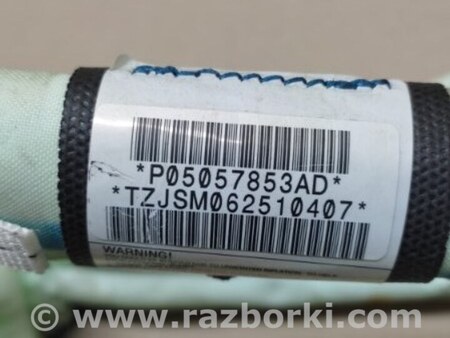 *P05057853AD*
*TZJSM062510407*
WARNING!
© www.razborki.com